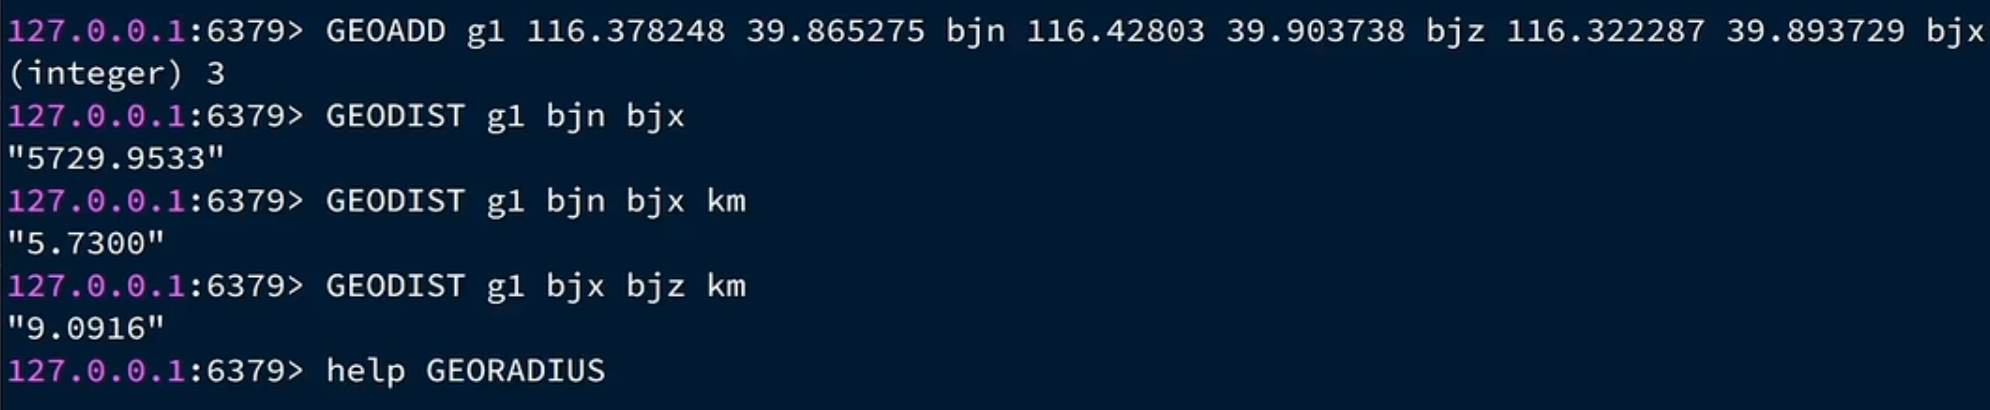 127.0.0.1:6379> GEOADD g1 116.378248 39.865275 bjn 116.42803 39.903738 bjz 116.322287 39.893729 bjx
(integer) 3
127.0.0.1:6379> GEODIST g1 bjn bjx
"5729.9533"
127.0.0.1:6379> GEODIST g1 bjn bjx km
"5.7300"
127.0.0.1:6379> GEODIST g1 bjx bjz km
"9.0916"
127.0.0.1:6379> help GEORADIUS